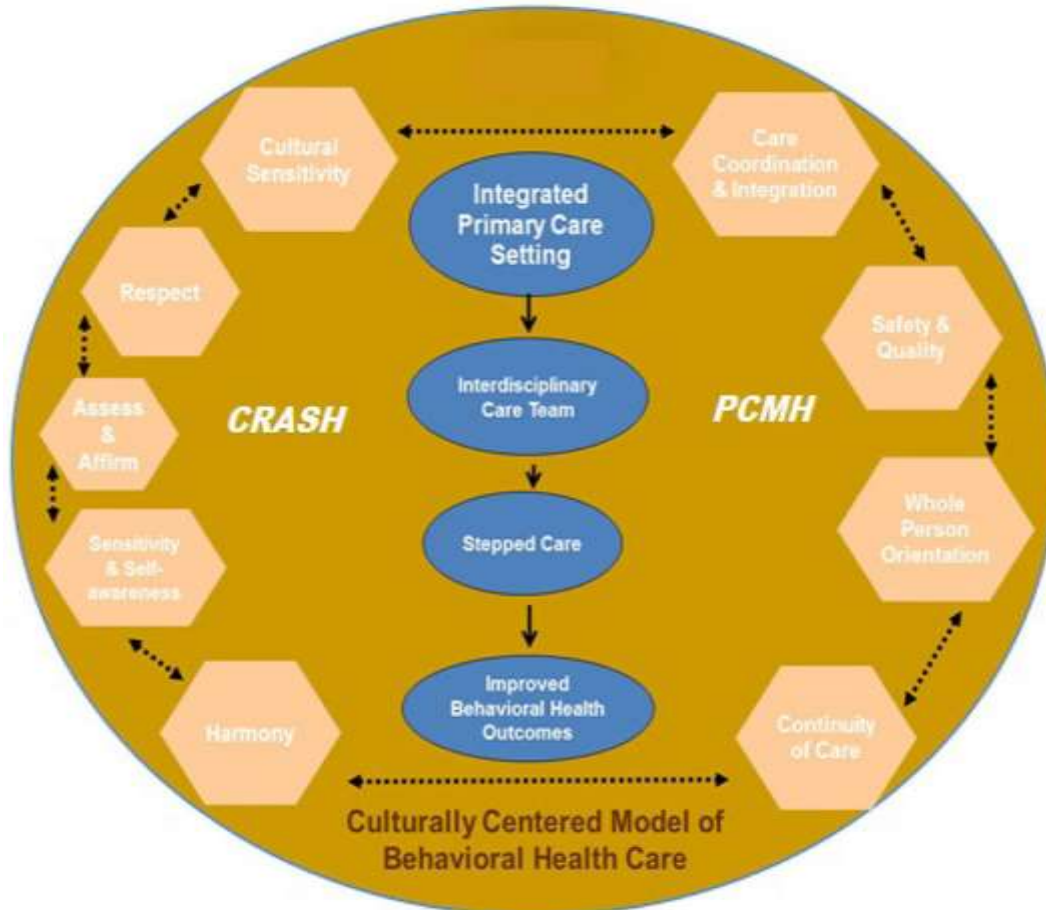 Cultural
Sensitivity
Respect
Assess
&
Affirm
Sensitivity
& Self-
awareness
Harmony
CRASH
Integrated
Primary Care
Setting
Interdisciplinary
Care Team
Stepped Care
Improved
Behavioral Health
Outcomes
PCMH
Care
Coordination
& Integration
Safety &
Quality
Whole
Person
Orientation
Continuity
of Care
Culturally Centered Model of
Behavioral Health Care